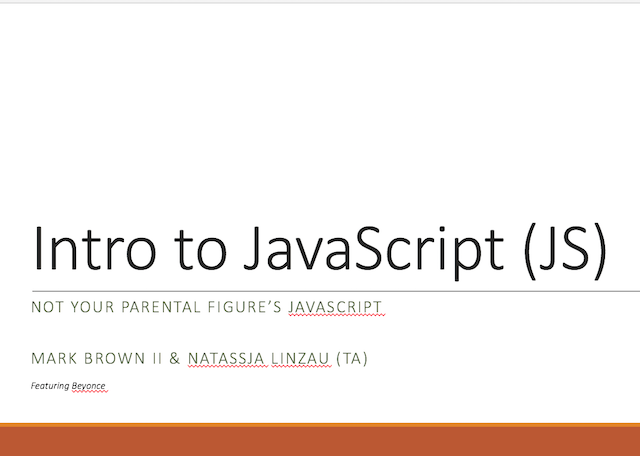 Intro to JavaScript (JS)
NOT YOUR PARENTAL FIGURE’S JAVASCRIPT
MARK BROWN II & NATASSJA LINZAU (TA)
Featuring Beyonce